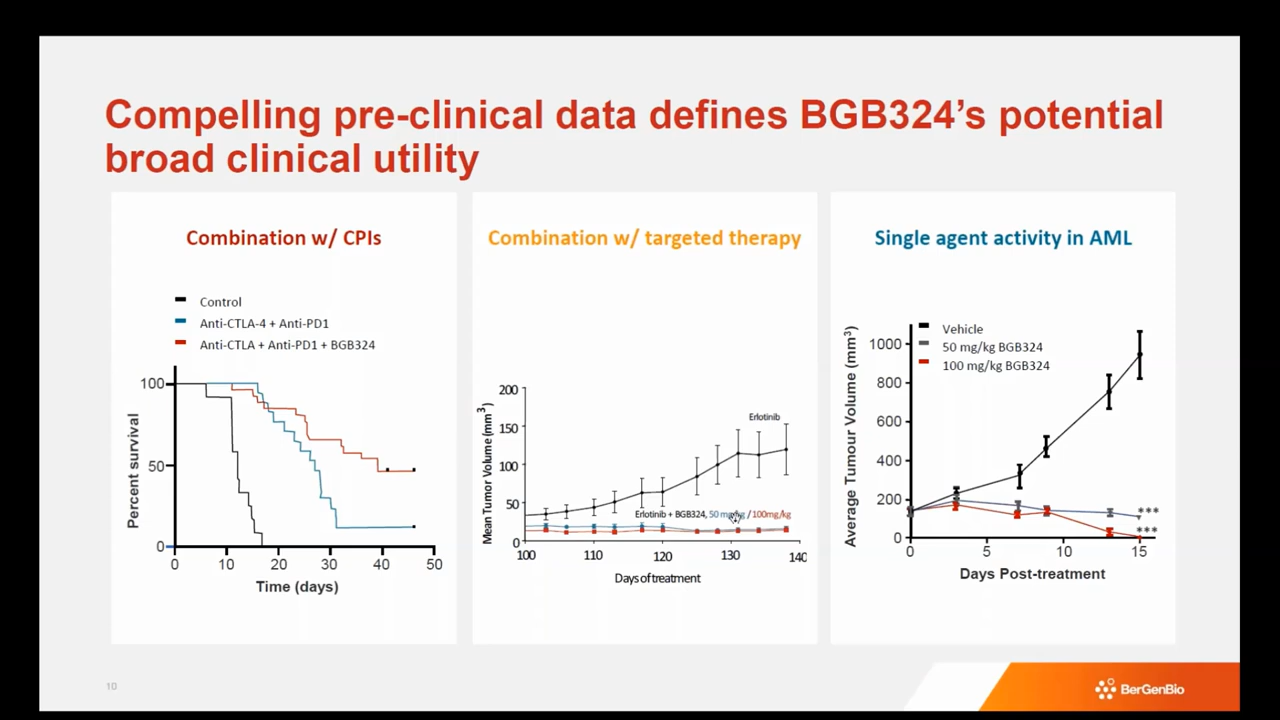 Compelling pre-clinical data defines BGB324's potential
broad clinical utility
Combination w/ CPIs
Control
Anti-CTLA-4 + Anti-PD1
Anti-CTLA + Anti-PD1 + BGB324
Percent survival
100
50
0
0 10 20 30 40 50
Time (days)
Combination w/ targeted therapy
Mean Tumor Volume (mm3)
200
150
100
50
0
Erlotinib
Erlotinib + BGB324, 50 mg/kg / 100mg/kg
100 110 120 130 140
Days of treatment
Single agent activity in AML
Vehicle
50 mg/kg BGB324
100 mg/kg BGB324
Average Tumour Volume (mm3)
1000
800
600
400
200
0
***
***
0 5 10 15
Days Post-treatment
10
BerGenBio